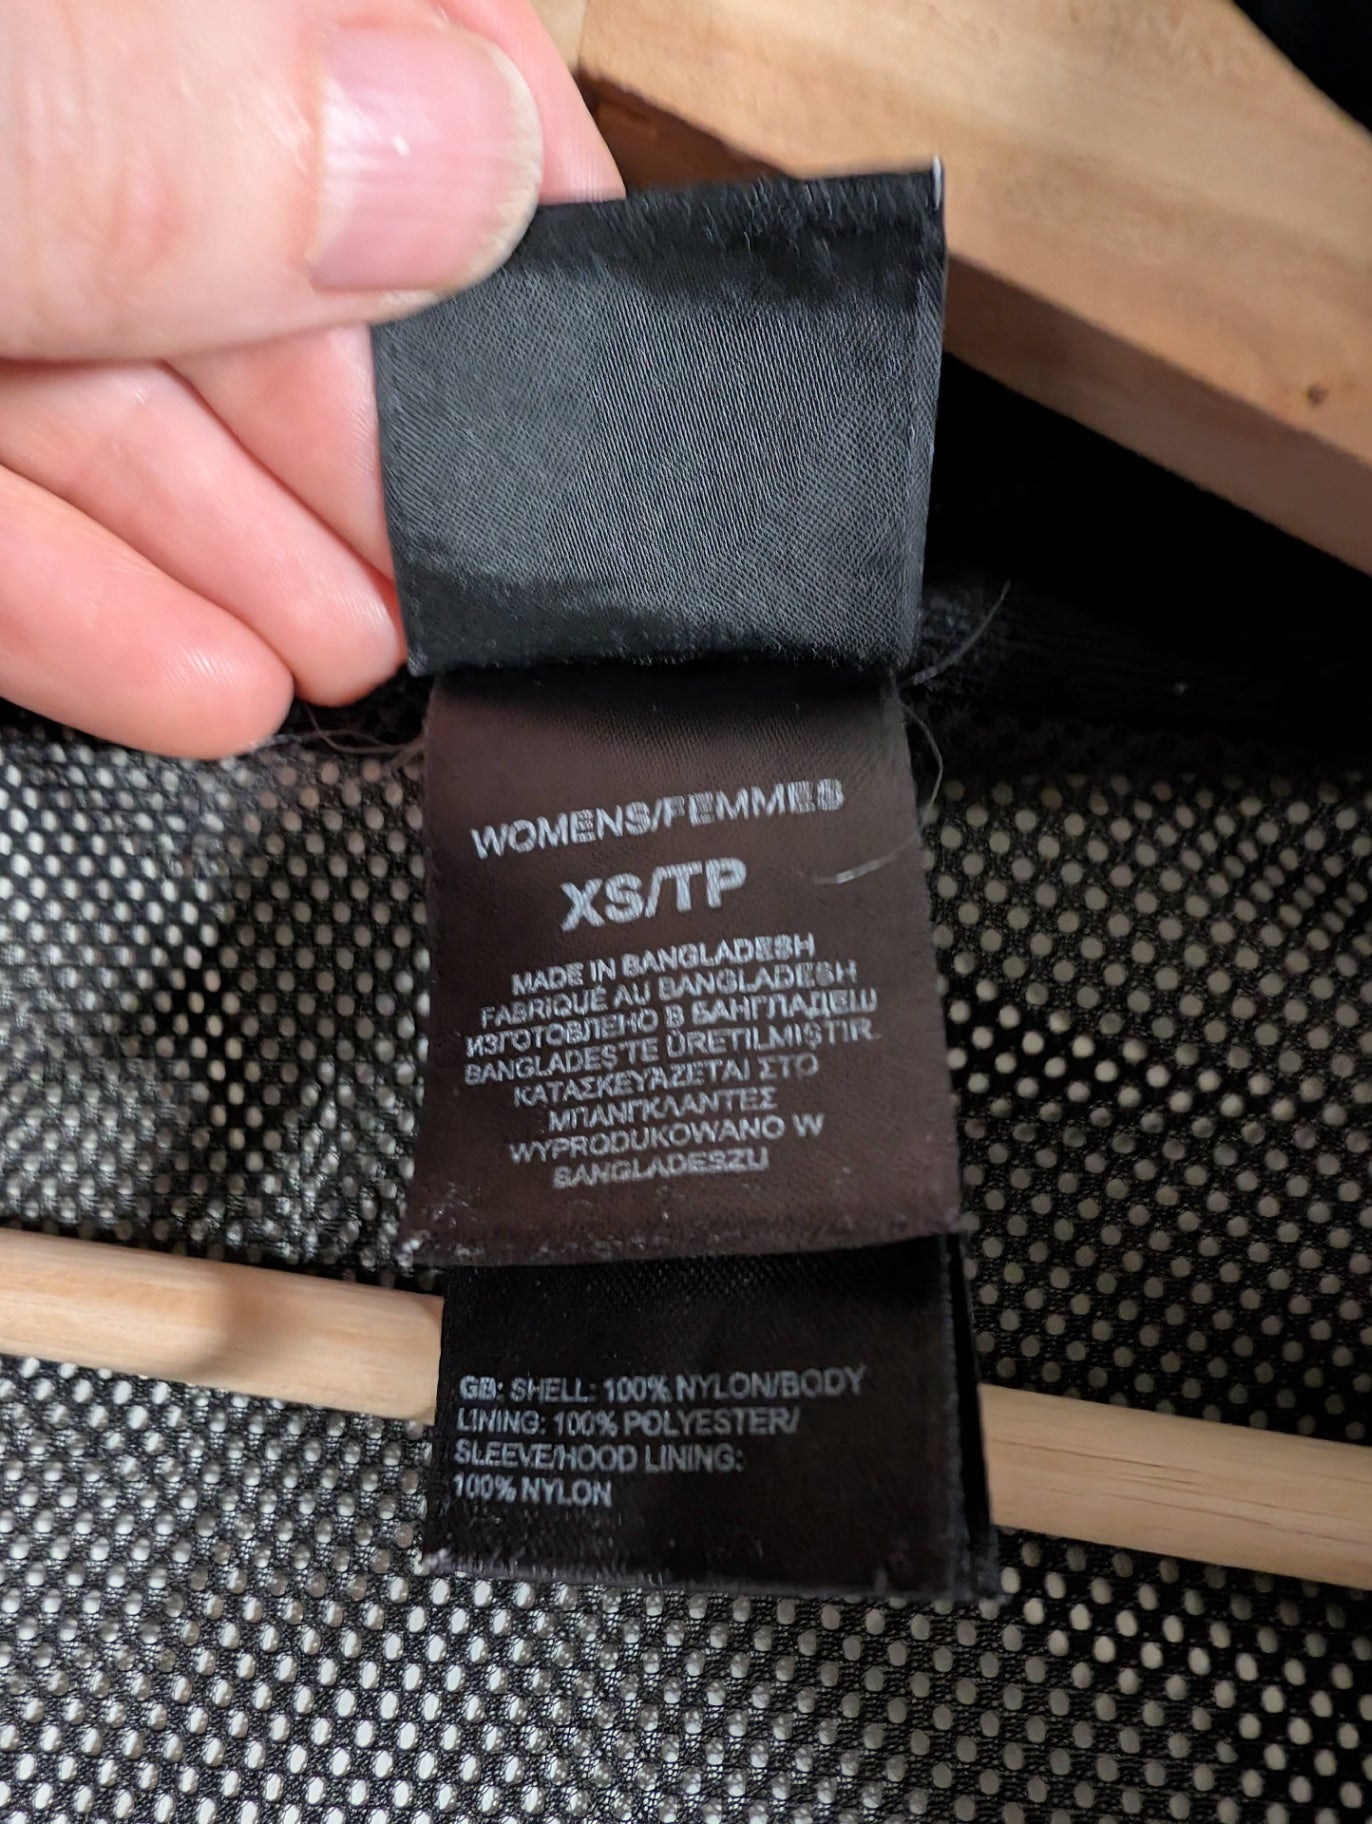 WOMENS/FEMMES
XS/TP
MADE IN BANGLADESH
FABRIQUÉ AU BANGLADESH
ИЗГОТОВЛЕНО В БАНГЛАДЕШ
BANGLADEŞ'TE ÜRETILMIŞTIR.
ΚΑΤΑΣΚΕΥΑΖΕΤΑΙ ΣΤΟ
ΜΠΑΝΓΚΛΑΝΤΕΣ
WYPRODUKOWANO W
BANGLADESZU
GB: SHELL: 100% NYLON/BODY
LINING: 100% POLYESTER/
SLEEVE/HOOD LINING:
100% NYLON